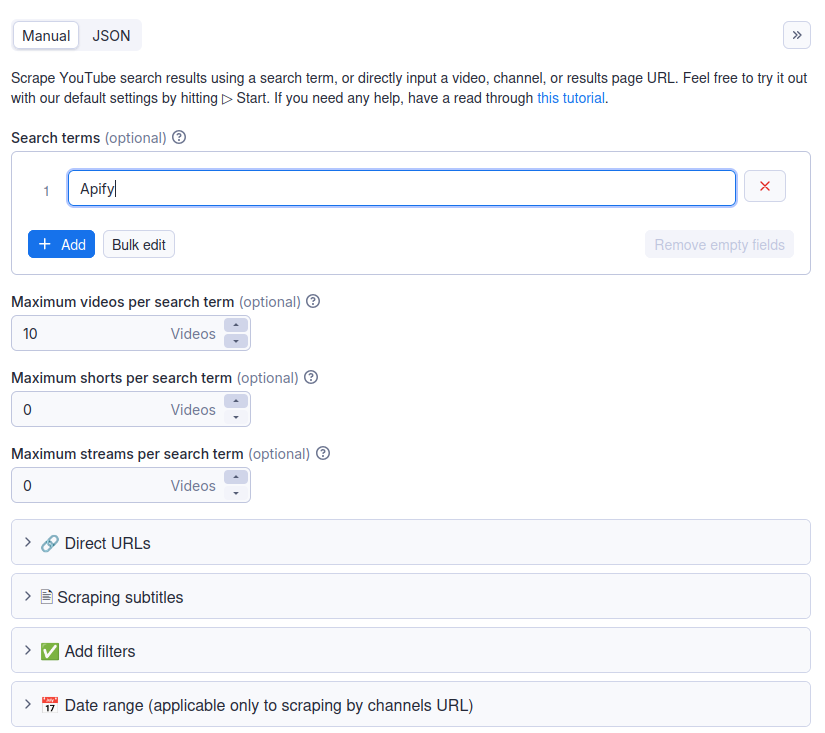 Manual JSON »
Scrape YouTube search results using a search term, or directly input a video, channel, or results page URL. Feel free to try it out
with our default settings by hitting ▷ Start. If you need any help, have a read through this tutorial.
Search terms (optional) ?
1 Apify
+ Add Bulk edit Remove empty fields
Maximum videos per search term (optional) ?
10 Videos
Maximum shorts per search term (optional) ?
0 Videos
Maximum streams per search term (optional) ?
0 Videos
🔗 Direct URLs
Scraping subtitles
✅ Add filters
📅 Date range (applicable only to scraping by channels URL)